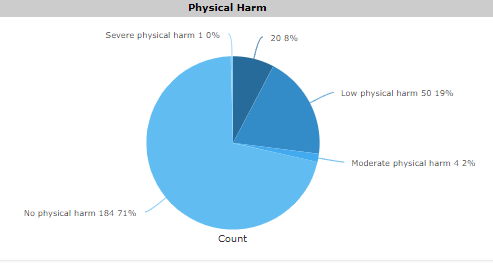 Physical Harm
Severe physical harm 1 0%
20 8%
Low physical harm 50 19%
Moderate physical harm 4 2%
No physical harm 184 71%
Count